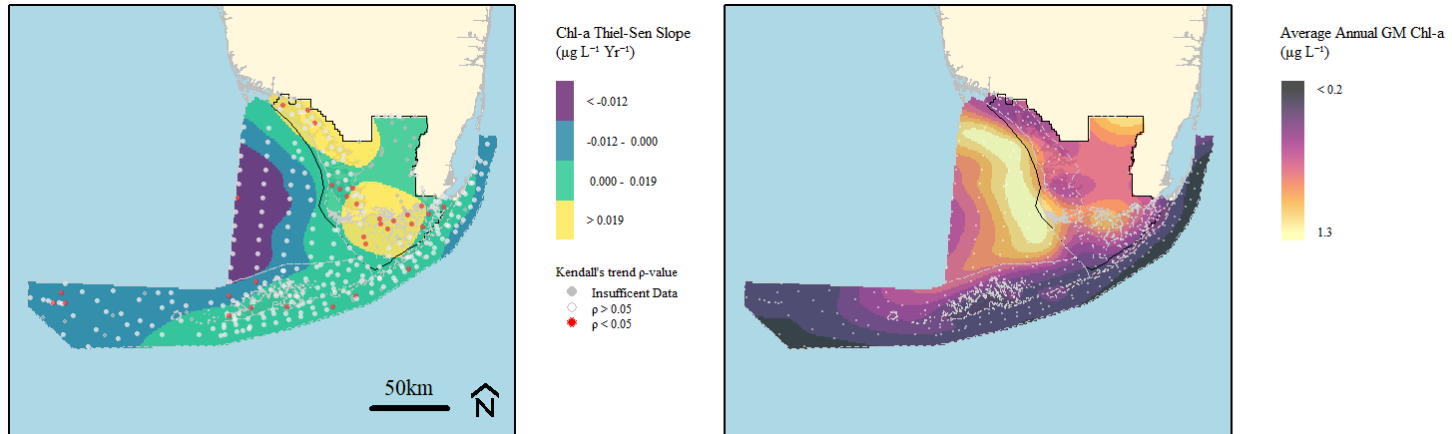 Chl-a Thiel-Sen Slope
(µg L⁻¹ Yr⁻¹)
< -0.012
-0.012 - 0.000
0.000 - 0.019
> 0.019
Kendall's trend ρ-value
Insufficent Data
ρ > 0.05
ρ < 0.05
50km
N
Average Annual GM Chl-a
(µg L⁻¹)
< 0.2
1.3